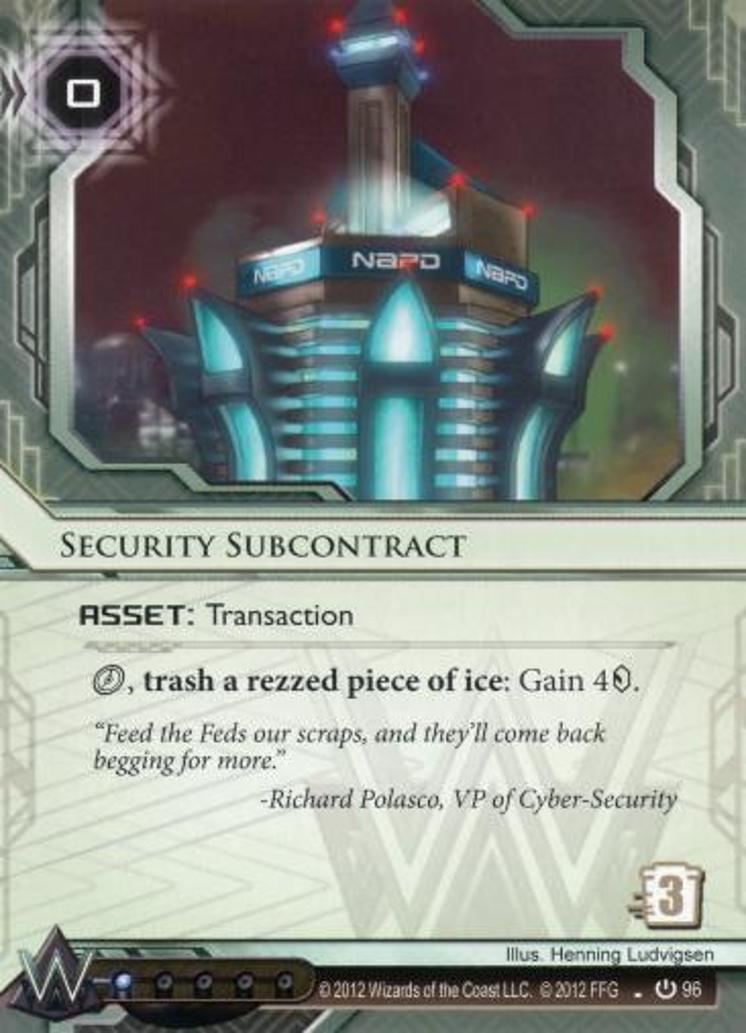 0
NAPD NAPD NAPD
SECURITY SUBCONTRACT
ASSET: Transaction
, trash a rezzed piece of ice: Gain 4.
“Feed the Feds our scraps, and they’ll come back
begging for more.”
-Richard Polasco, VP of Cyber-Security
3
Illus. Henning Ludvigsen
W
© 2012 Wizards of the Coast LLC. © 2012 FFG 96